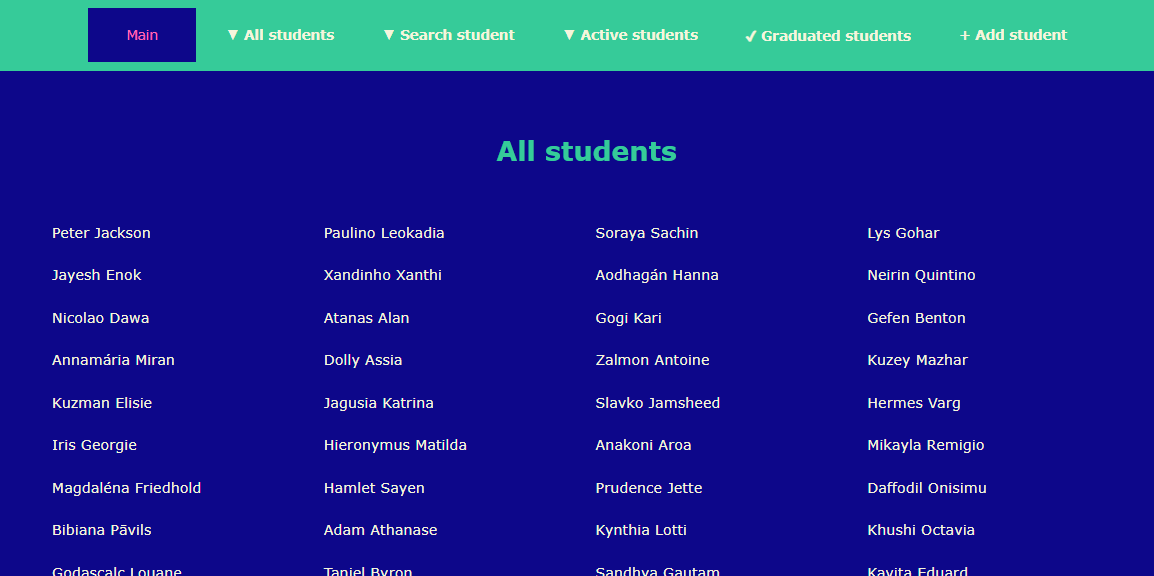 Main ▼ All students ▼ Search student ▼ Active students ✔ Graduated students + Add student
All students
Peter Jackson Paulino Leokadia Soraya Sachin Lys Gohar
Jayesh Enok Xandinho Xanthi Aodhagán Hanna Neirin Quintino
Nicolao Dawa Atanas Alan Gogi Kari Gefen Benton
Annamária Miran Dolly Assia Zalmon Antoine Kuzey Mazhar
Kuzman Elisie Jagusia Katrina Slavko Jamsheed Hermes Varg
Iris Georgie Hieronymus Matilda Anakoni Aroa Mikayla Remigio
Magdaléna Friedhold Hamlet Sayen Prudence Jette Daffodil Onisimu
Bibiana Pāvils Adam Athanase Kynthia Lotti Khushi Octavia
Godascalc Louane Taniel Byron Sandhya Gautam Kavita Eduard